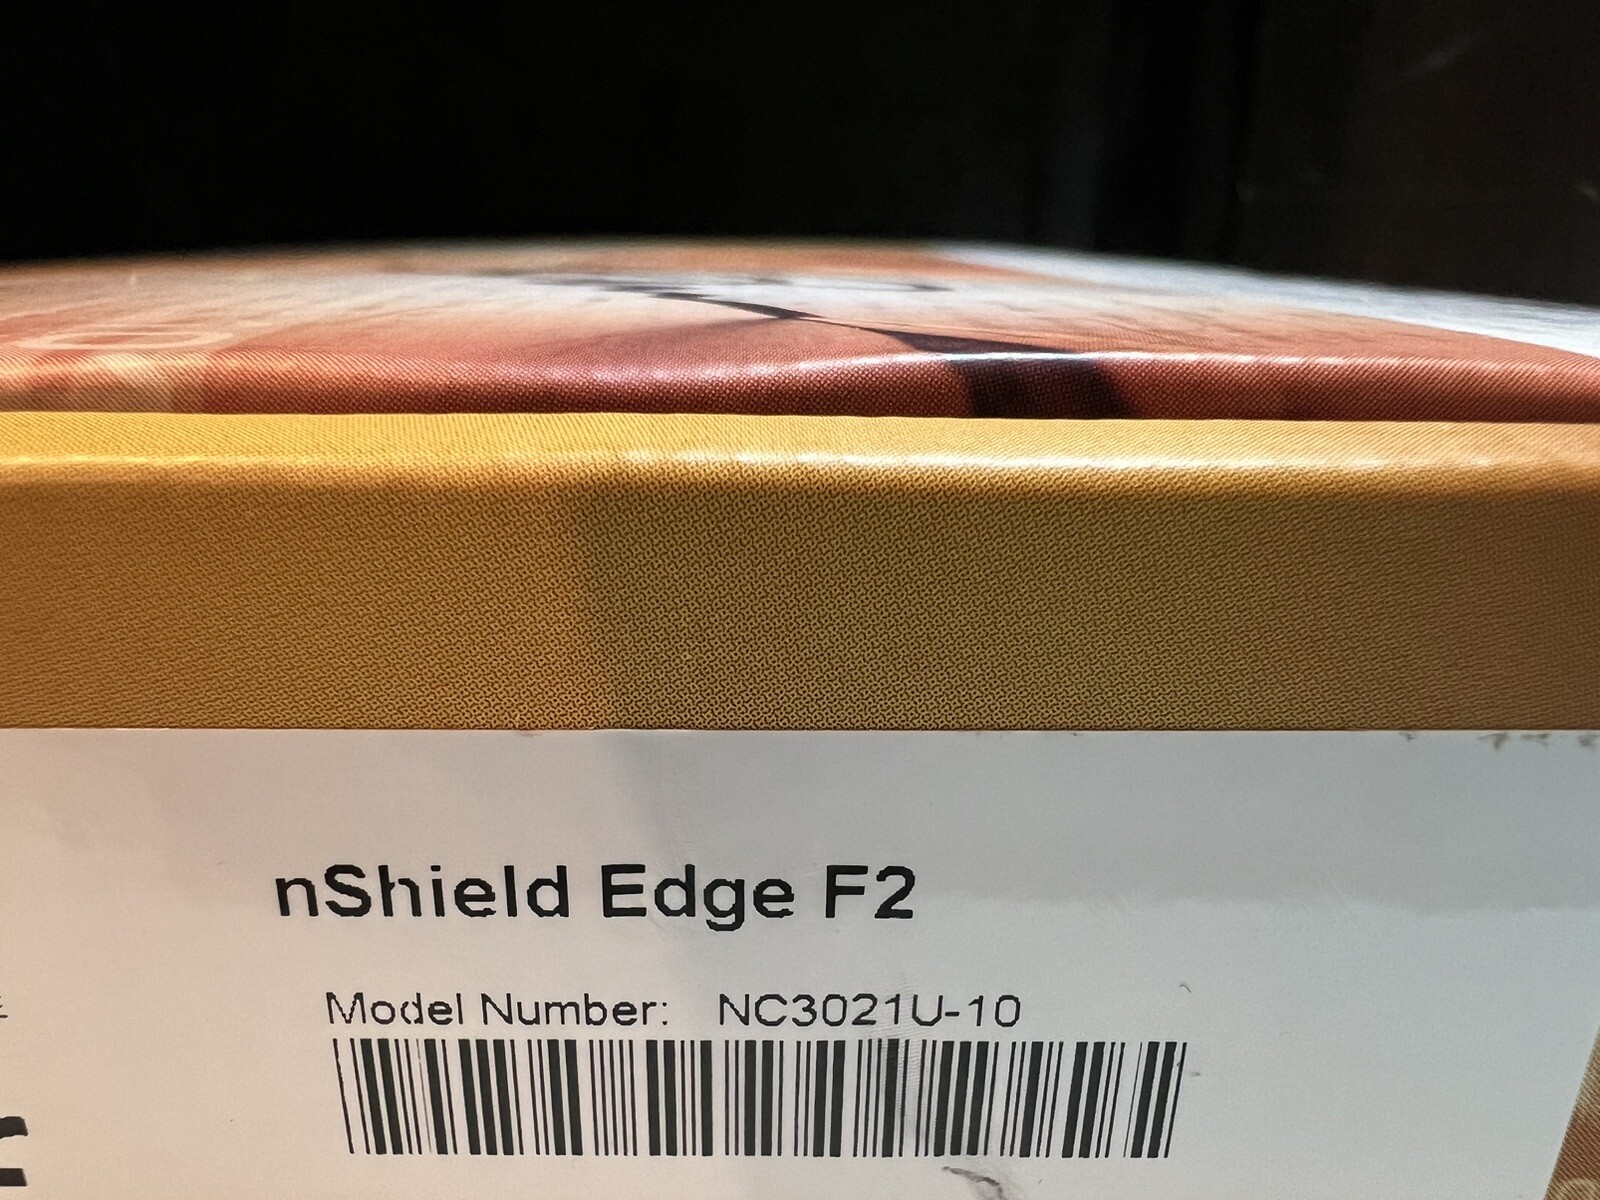 nShield Edge F2
Model Number: NC3021U-10